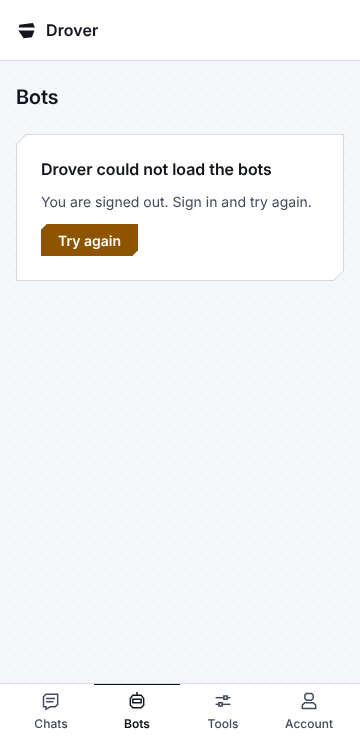 Drover
Bots
Drover could not load the bots
You are signed out. Sign in and try again.
Try again
Chats
Bots
Tools
Account